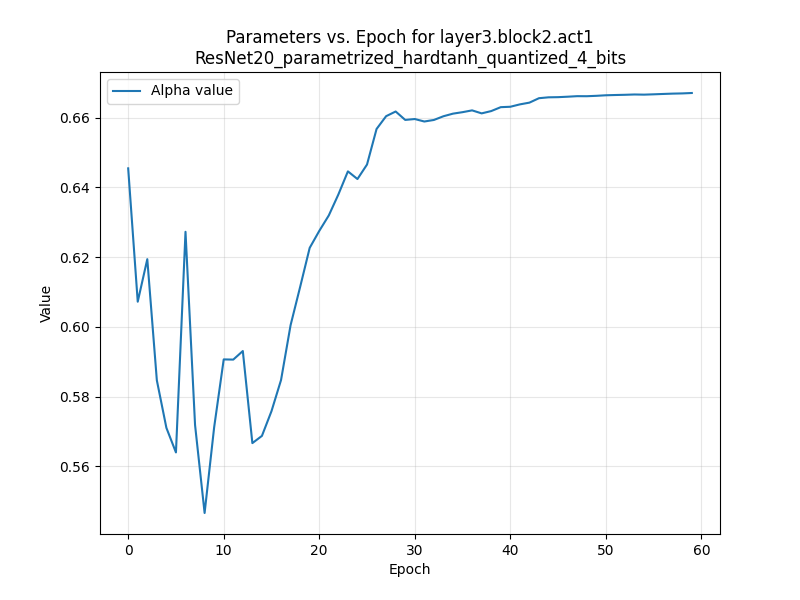 Parameters vs. Epoch for layer3.block2.act1
ResNet20_parametrized_hardtanh_quantized_4_bits
Alpha value
0.66
0.64
0.62
0.60
0.58
0.56
Value
0
10
20
30
40
50
60
Epoch